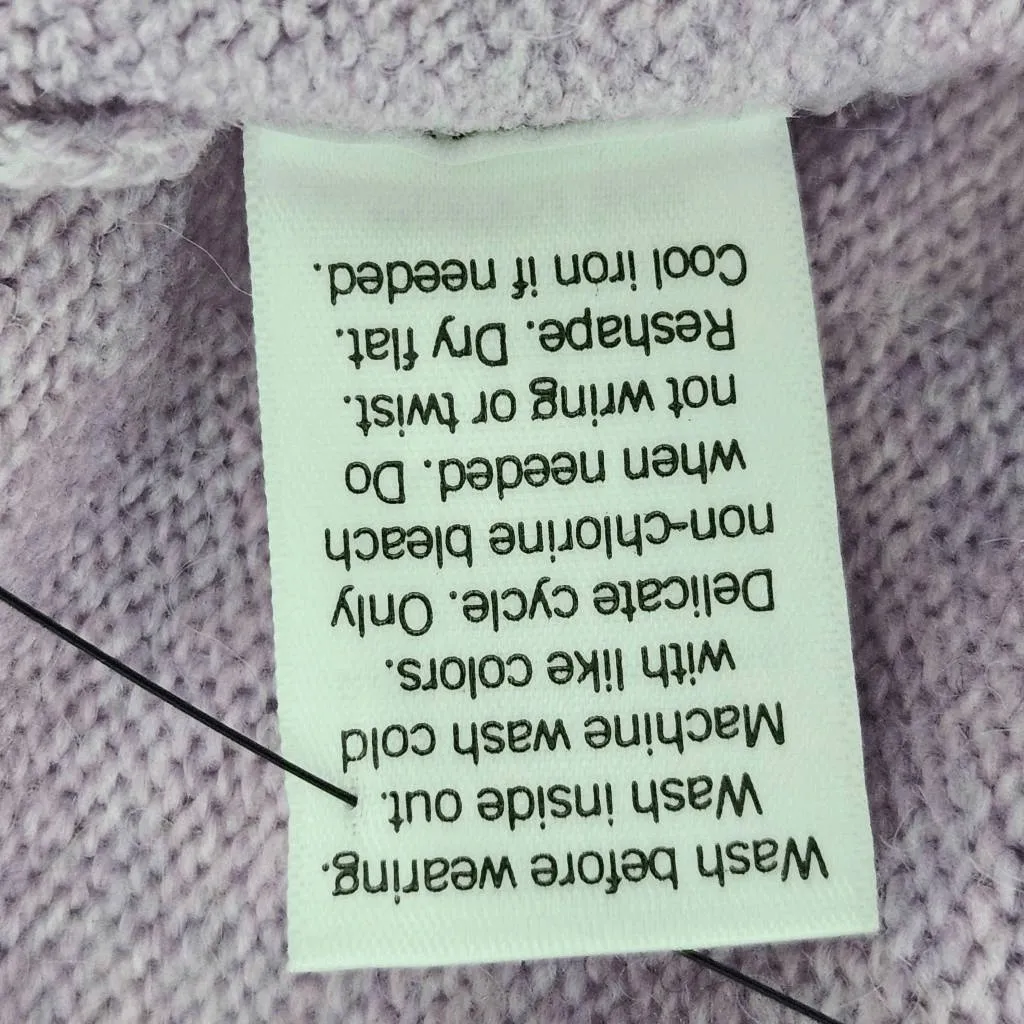 Wash before wearing.
Wash inside out.
Machine wash cold
with like colors.
Delicate cycle. Only
non-chlorine bleach
when needed. Do
not wring or twist.
Reshape. Dry flat.
Cool iron if needed.